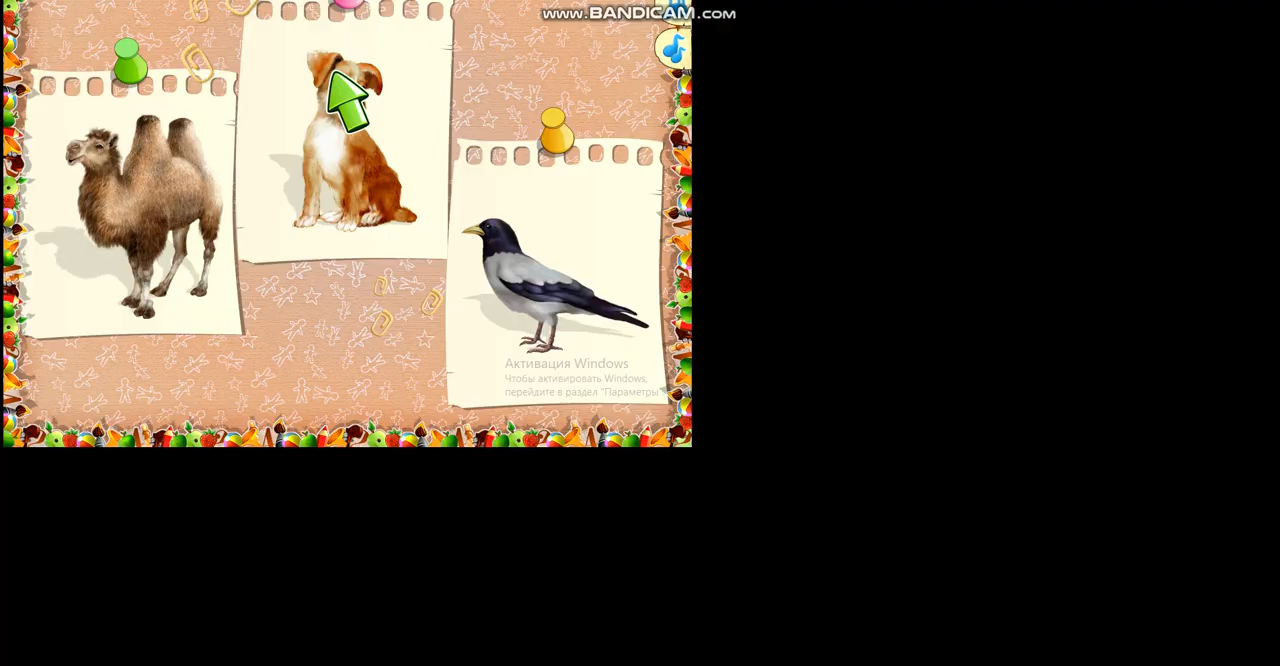 www.BANDICAM.com
Активация Windows
Чтобы активировать Windows,
перейдите в раздел "Параметры"